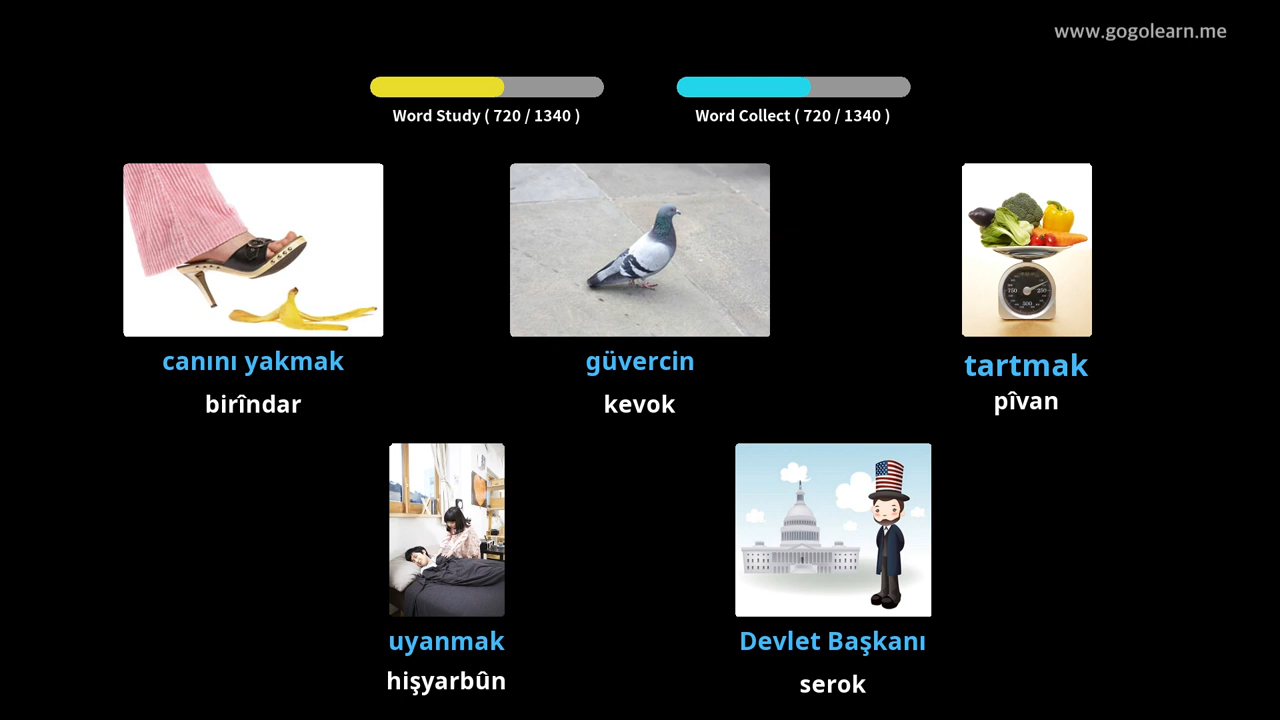 www.gogolearn.me
Word Study ( 720 / 1340 )
Word Collect ( 720 / 1340 )
canını yakmak
birîndar
güvercin
kevok
tartmak
pîvan
uyanmak
hişyarbûn
Devlet Başkanı
serok